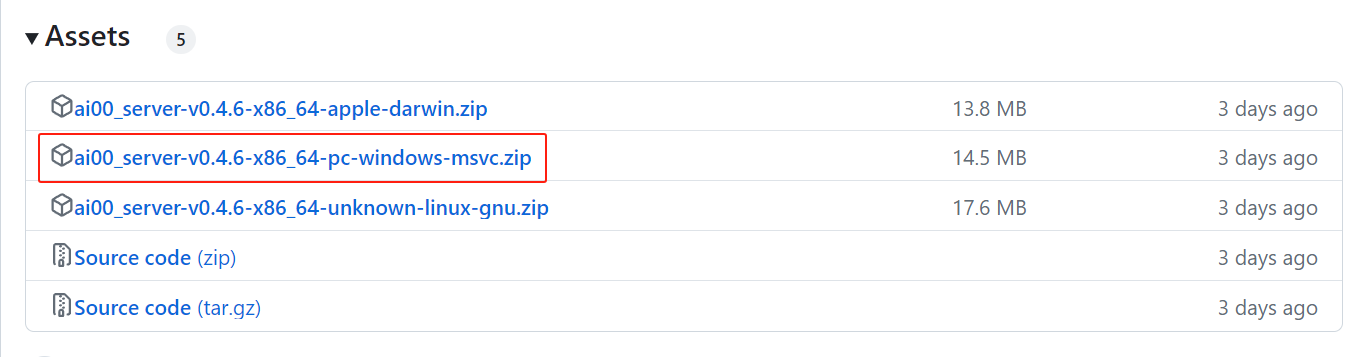 Assets 5
ai00_server-v0.4.6-x86_64-apple-darwin.zip 13.8 MB 3 days ago
ai00_server-v0.4.6-x86_64-pc-windows-msvc.zip 14.5 MB 3 days ago
ai00_server-v0.4.6-x86_64-unknown-linux-gnu.zip 17.6 MB 3 days ago
Source code (zip) 3 days ago
Source code (tar.gz) 3 days ago